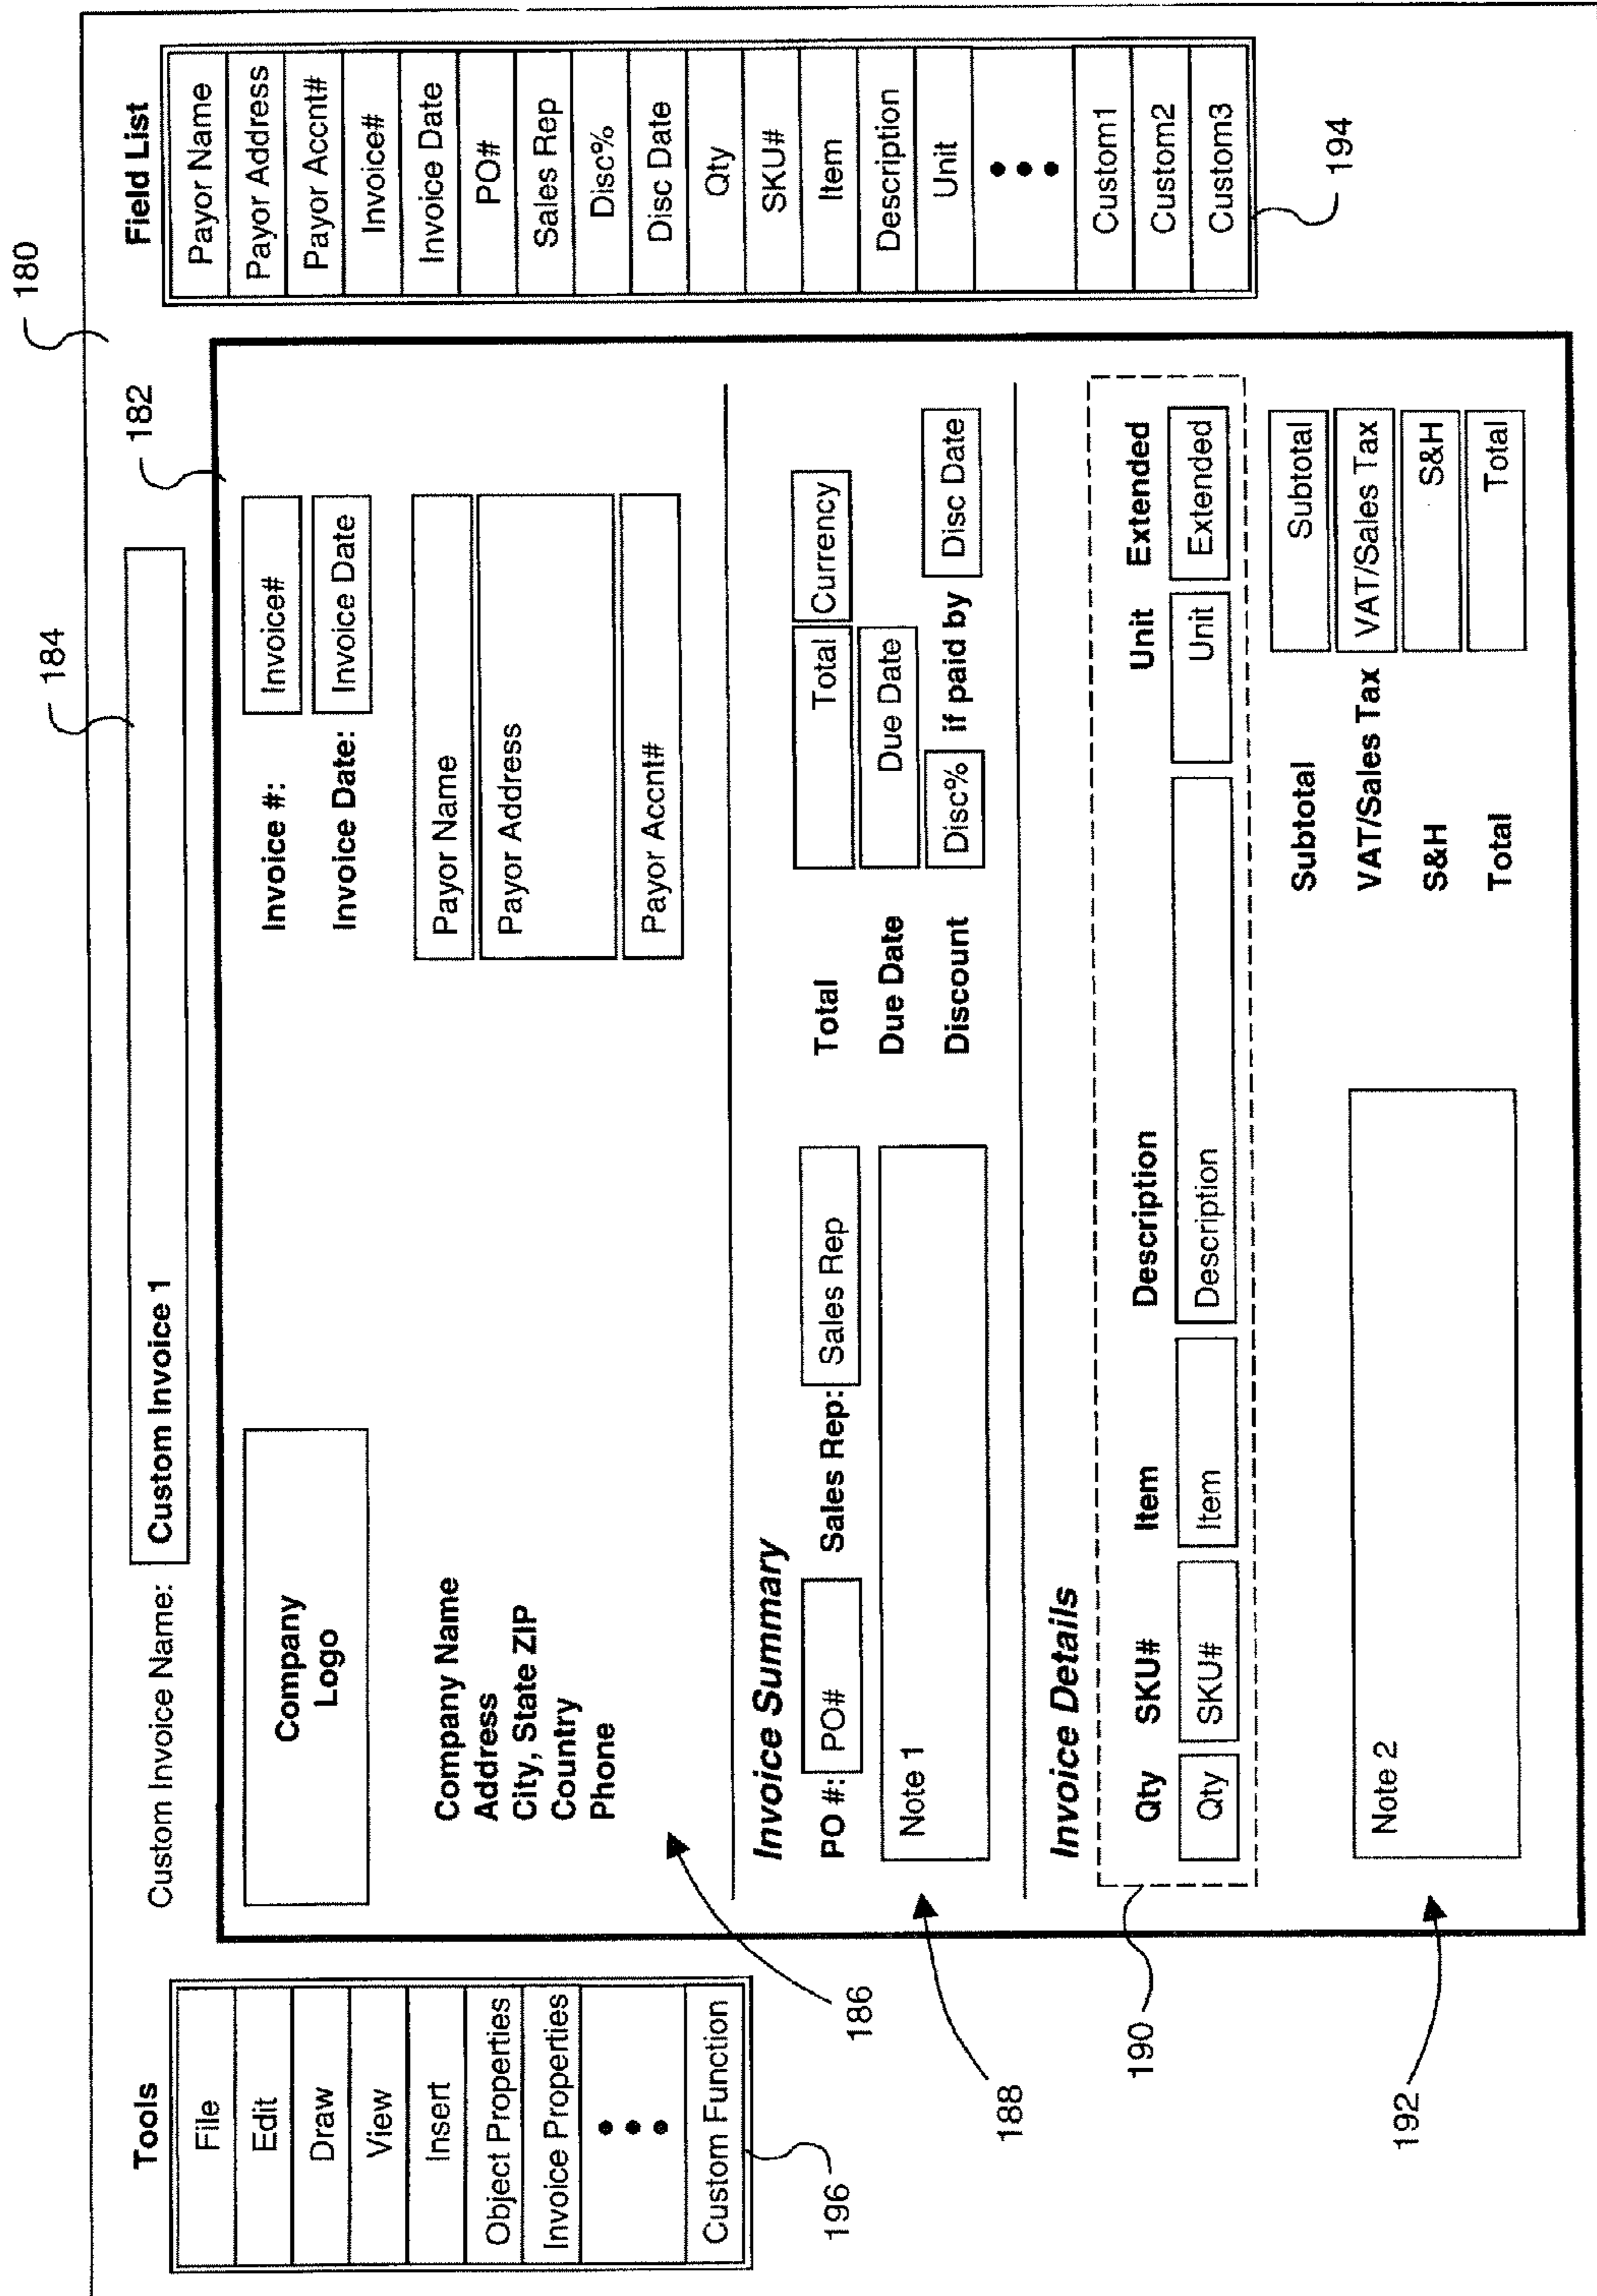 180
182
184
Tools
File
Edit
Draw
View
Insert
Object Properties
Invoice Properties
Custom Function
196
Custom Invoice Name: Custom Invoice 1
Company
Logo
Invoice #: Invoice#
Invoice Date: Invoice Date
Company Name
Address
City, State ZIP
Country
Phone
Payor Name
Payor Address
Payor Accnt#
186
Invoice Summary
PO #: PO# Sales Rep: Sales Rep
Note 1
Total Total Currency
Due Date Due Date
Discount Disc% if paid by Disc Date
188
Invoice Details
Qty SKU# Item Description Unit Extended
Qty SKU# Item Description Unit Extended
190
Note 2
Subtotal Subtotal
VAT/Sales Tax VAT/Sales Tax
S&H S&H
Total Total
192
Field List
Payor Name
Payor Address
Payor Accnt#
Invoice#
Invoice Date
PO#
Sales Rep
Disc%
Disc Date
Qty
SKU#
Item
Description
Unit
Custom1
Custom2
Custom3
194